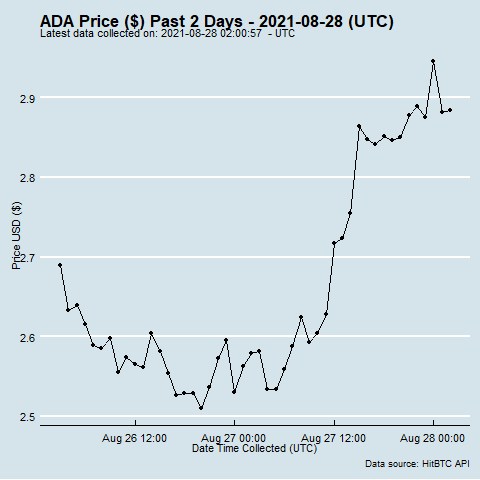 ADA Price ($) Past 2 Days - 2021-08-28 (UTC)
Latest data collected on: 2021-08-28 02:00:57 - UTC
2.9
2.8
2.7
2.6
2.5
Price USD ($)
Aug 26 12:00
Aug 27 00:00
Aug 27 12:00
Aug 28 00:00
Date Time Collected (UTC)
Data source: HitBTC API